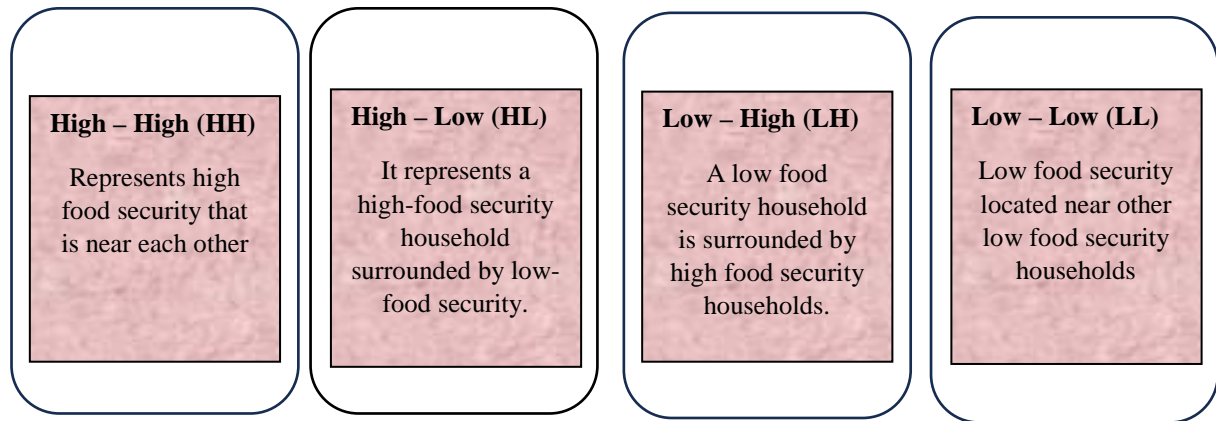 High – High (HH)
Represents high
food security that
is near each other
High – Low (HL)
It represents a
high-food security
household
surrounded by low-
food security.
Low – High (LH)
A low food
security household
is surrounded by
high food security
households.
Low – Low (LL)
Low food security
located near other
low food security
households